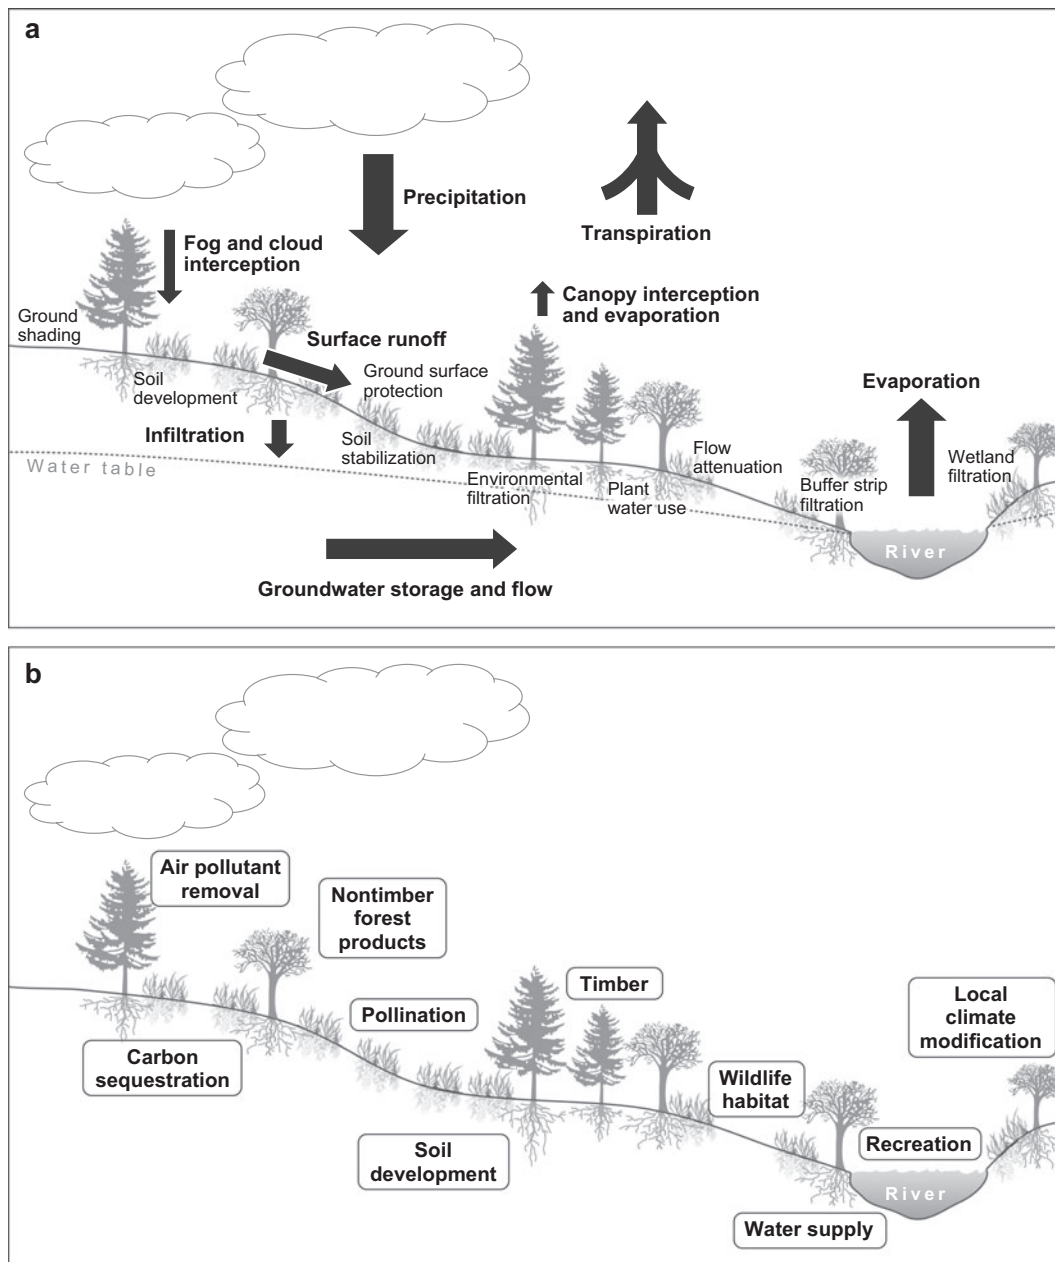 a
Precipitation
Transpiration
Fog and cloud
interception
Canopy interception
and evaporation
Ground
shading
Surface runoff
Ground surface
protection
Evaporation
Soil
development
Infiltration
Soil
stabilization
Flow
attenuation
Wetland
filtration
Water table
Environmental
filtration
Plant
water use
Buffer strip
filtration
River
Groundwater storage and flow
b
Air pollutant
removal
Nontimber
forest
products
Timber
Local
climate
modification
Pollination
Carbon
sequestration
Wildlife
habitat
Soil
development
Recreation
River
Water supply